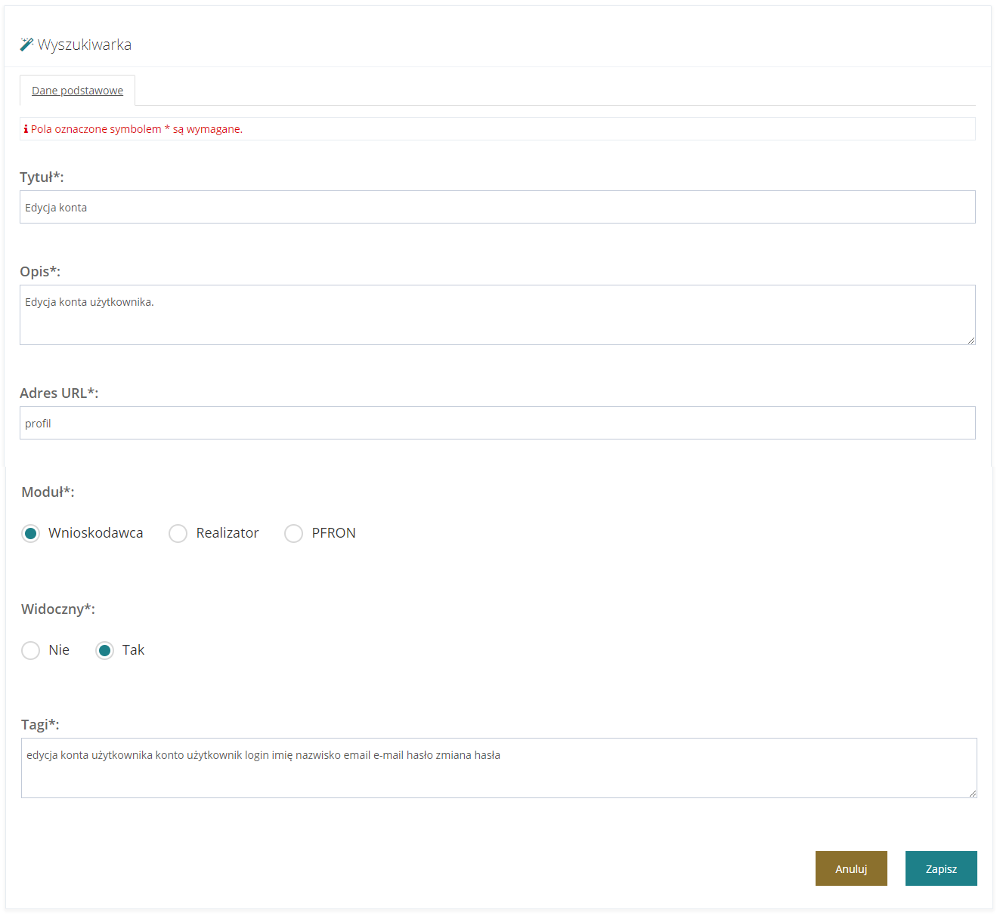 Wyszukiwarka
Dane podstawowe
Pola oznaczone symbolem * są wymagane.
Tytuł*:
Edycja konta
Opis*:
Edycja konta użytkownika.
Adres URL*:
profil
Moduł*:
Wnioskodawca Realizator PFRON
Widoczny*:
Nie Tak
Tagi*:
edycja konta użytkownika konto użytkownik login imię nazwisko email e-mail hasło zmiana hasła
Anuluj Zapisz